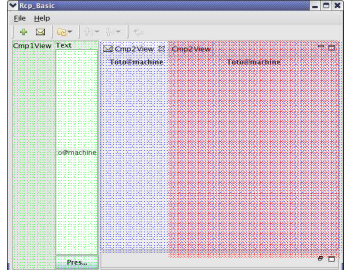 Rcp_Basic
File Help
Cmp1View Text
Cmp2View Cmp2View
Toto@machine Toto@machine
o@machine
Pres...